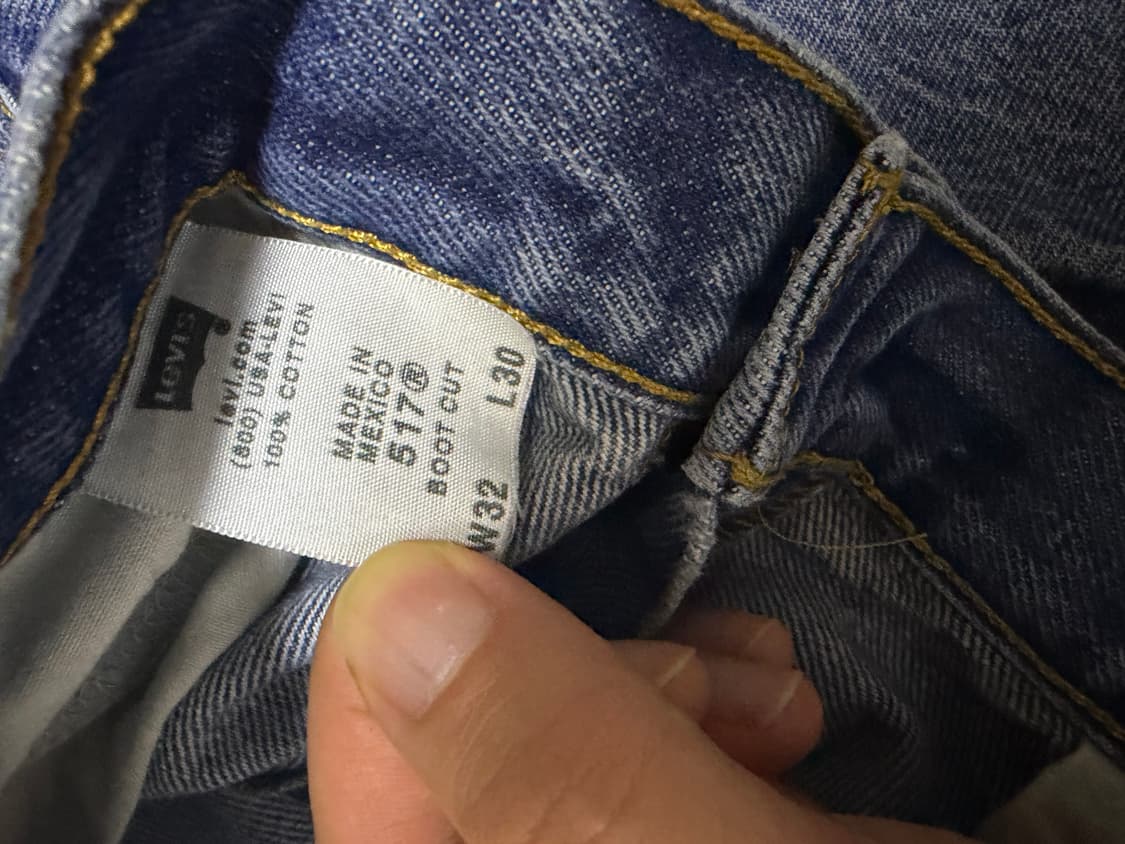 LEVI'S®
levi.com
(800) USA-LEVI
100% COTTON
MADE IN
MEXICO
517®
BOOT CUT
W32 L30